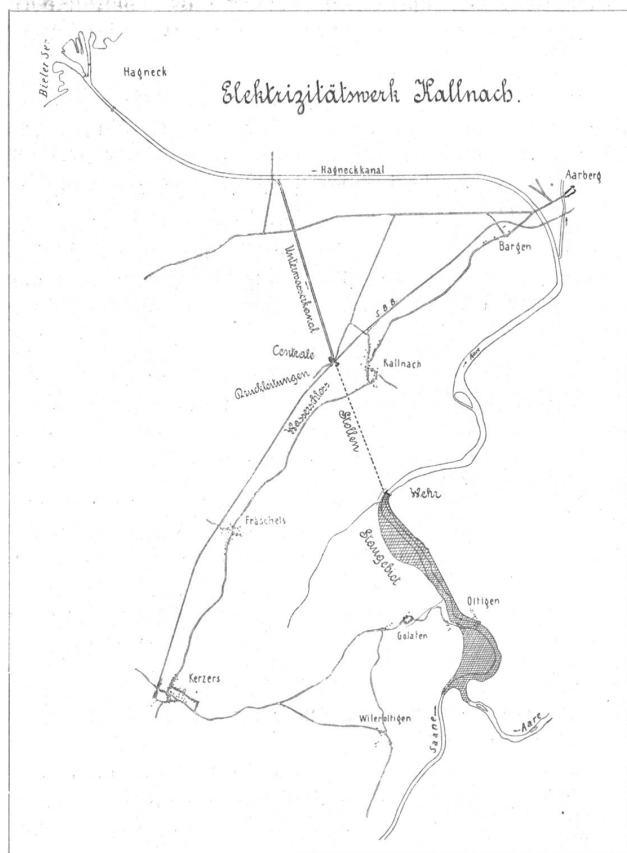 Bieler See
Hagneck
Elektrizitätswerk Kallnach.
Hagneckkanal
Aarberg
Bargen
Unterwasserkanal
S B B
Centrale
Kallnach
Aare
Druckleitungen
Wasserschloss
Stollen
Wehr
Fräschels
Staugebiet
Oltigen
Golaten
Kerzers
Wileroltigen
Saane
Aare